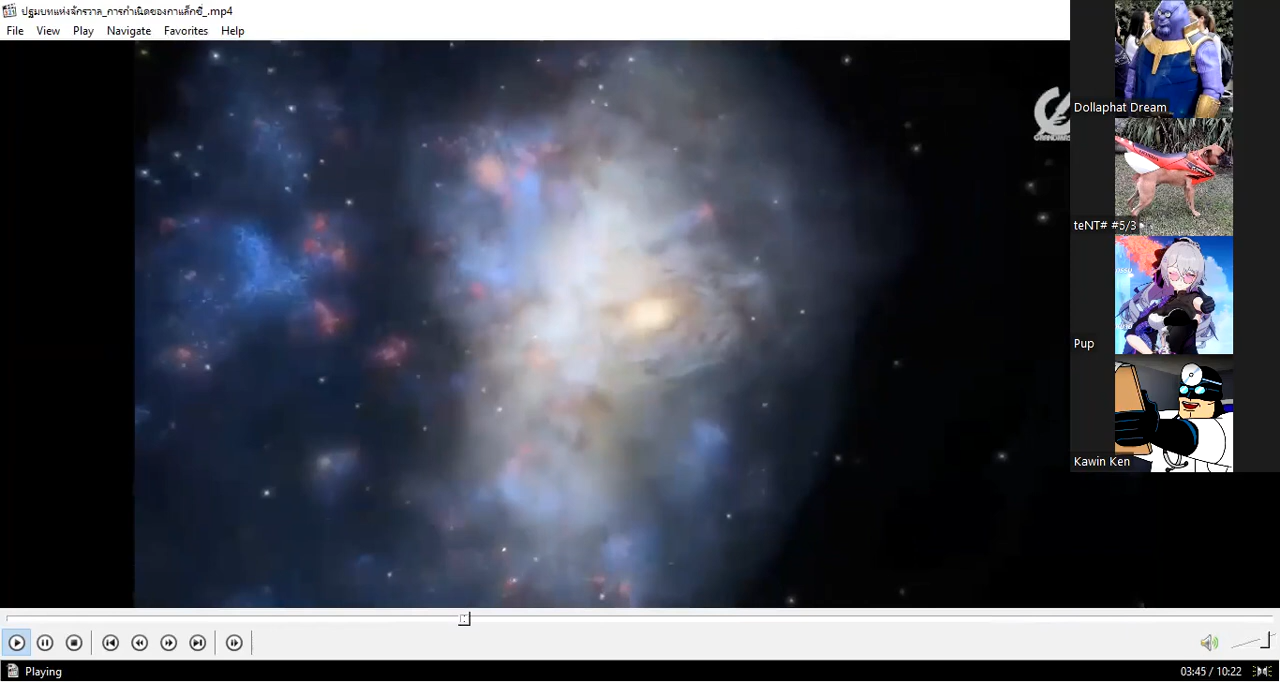 ปฐมบทแห่งจักรวาล_การกำเนิดของกาแล็กซี่_.mp4
File View Play Navigate Favorites Help
Dollaphat Dream
teNT# #5/3
Pup
Kawin Ken
Playing
03:45 / 10:22